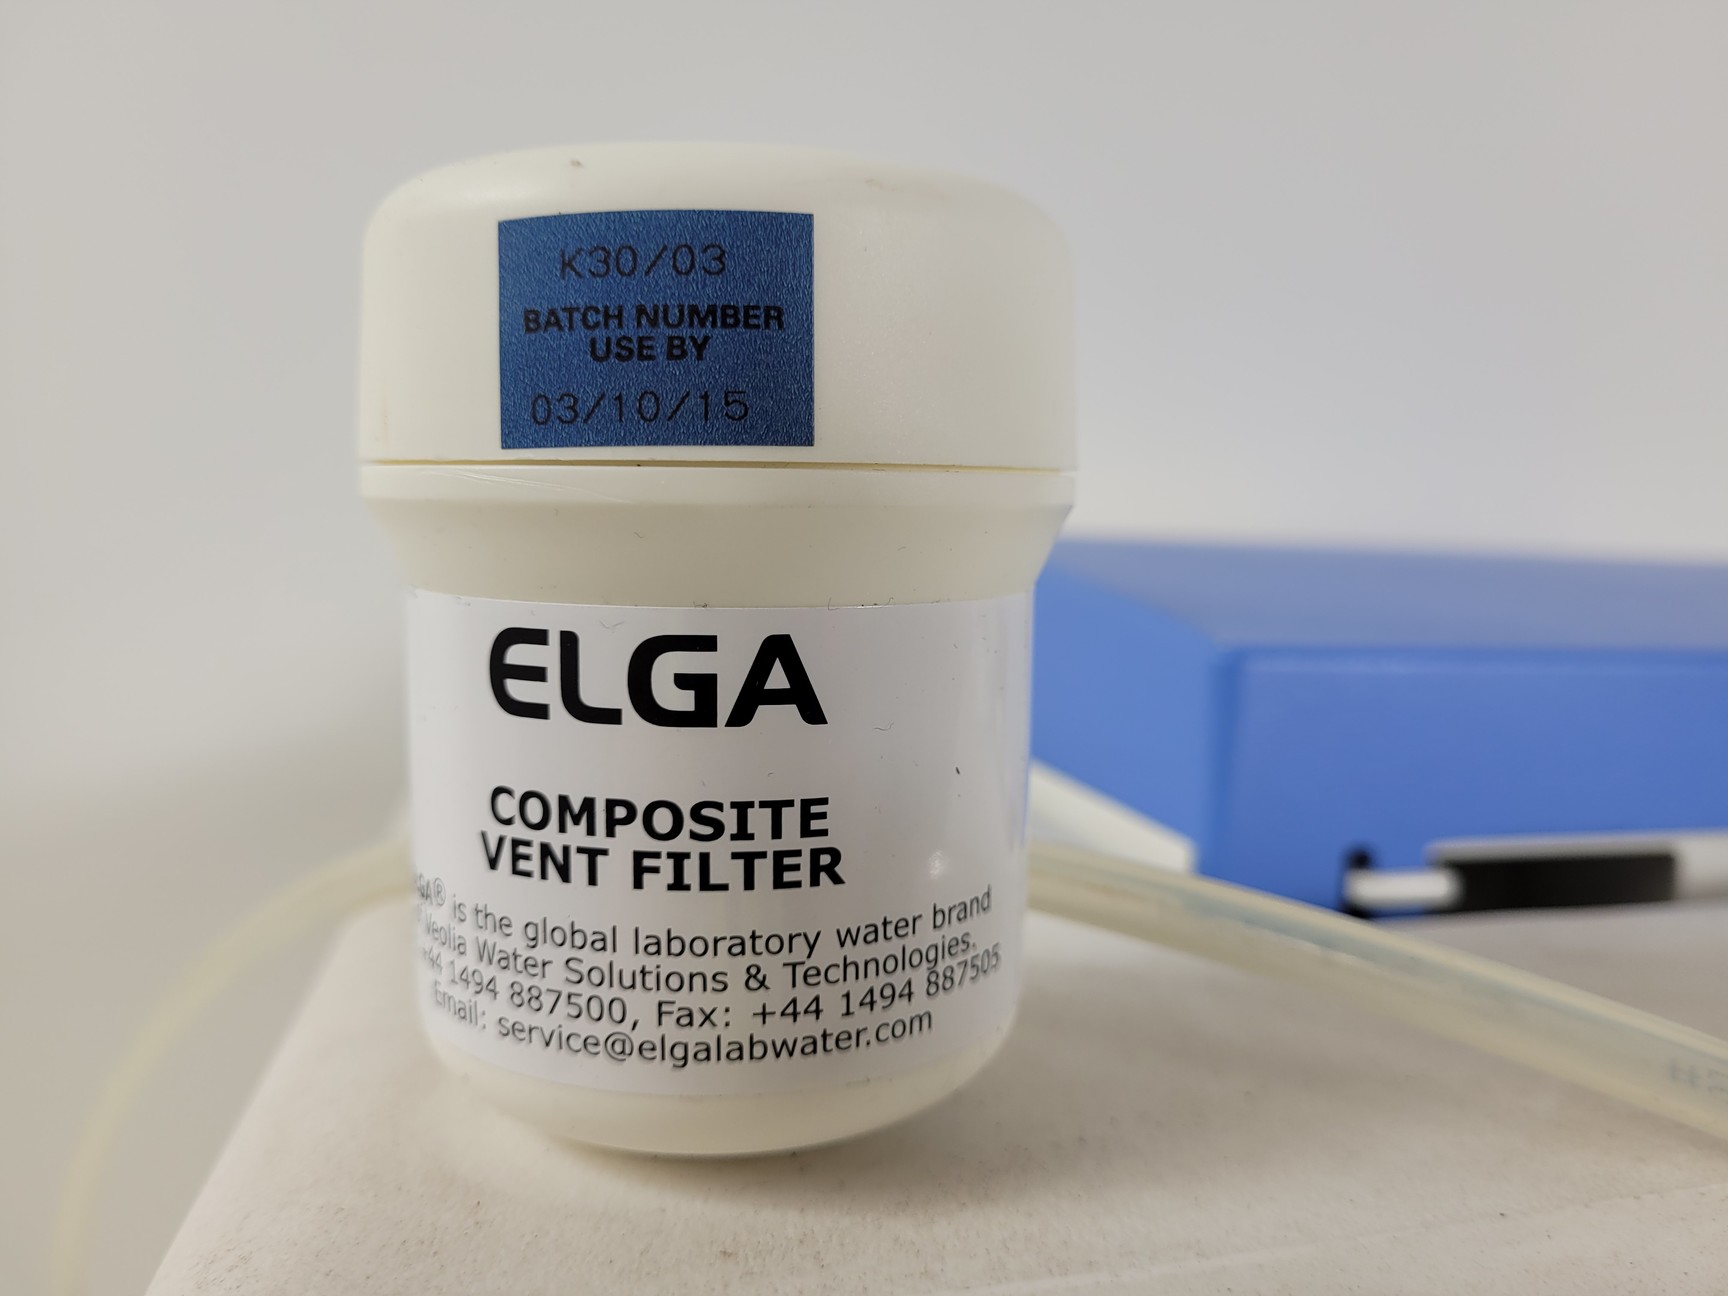 K30/03
BATCH NUMBER
USE BY
03/10/15
ELGA
COMPOSITE
VENT FILTER
is the global laboratory water brand
Veolia Water Solutions & Technologies.
+44 1494 887500, Fax: +44 1494 887505
Email: service@elgalabwater.com